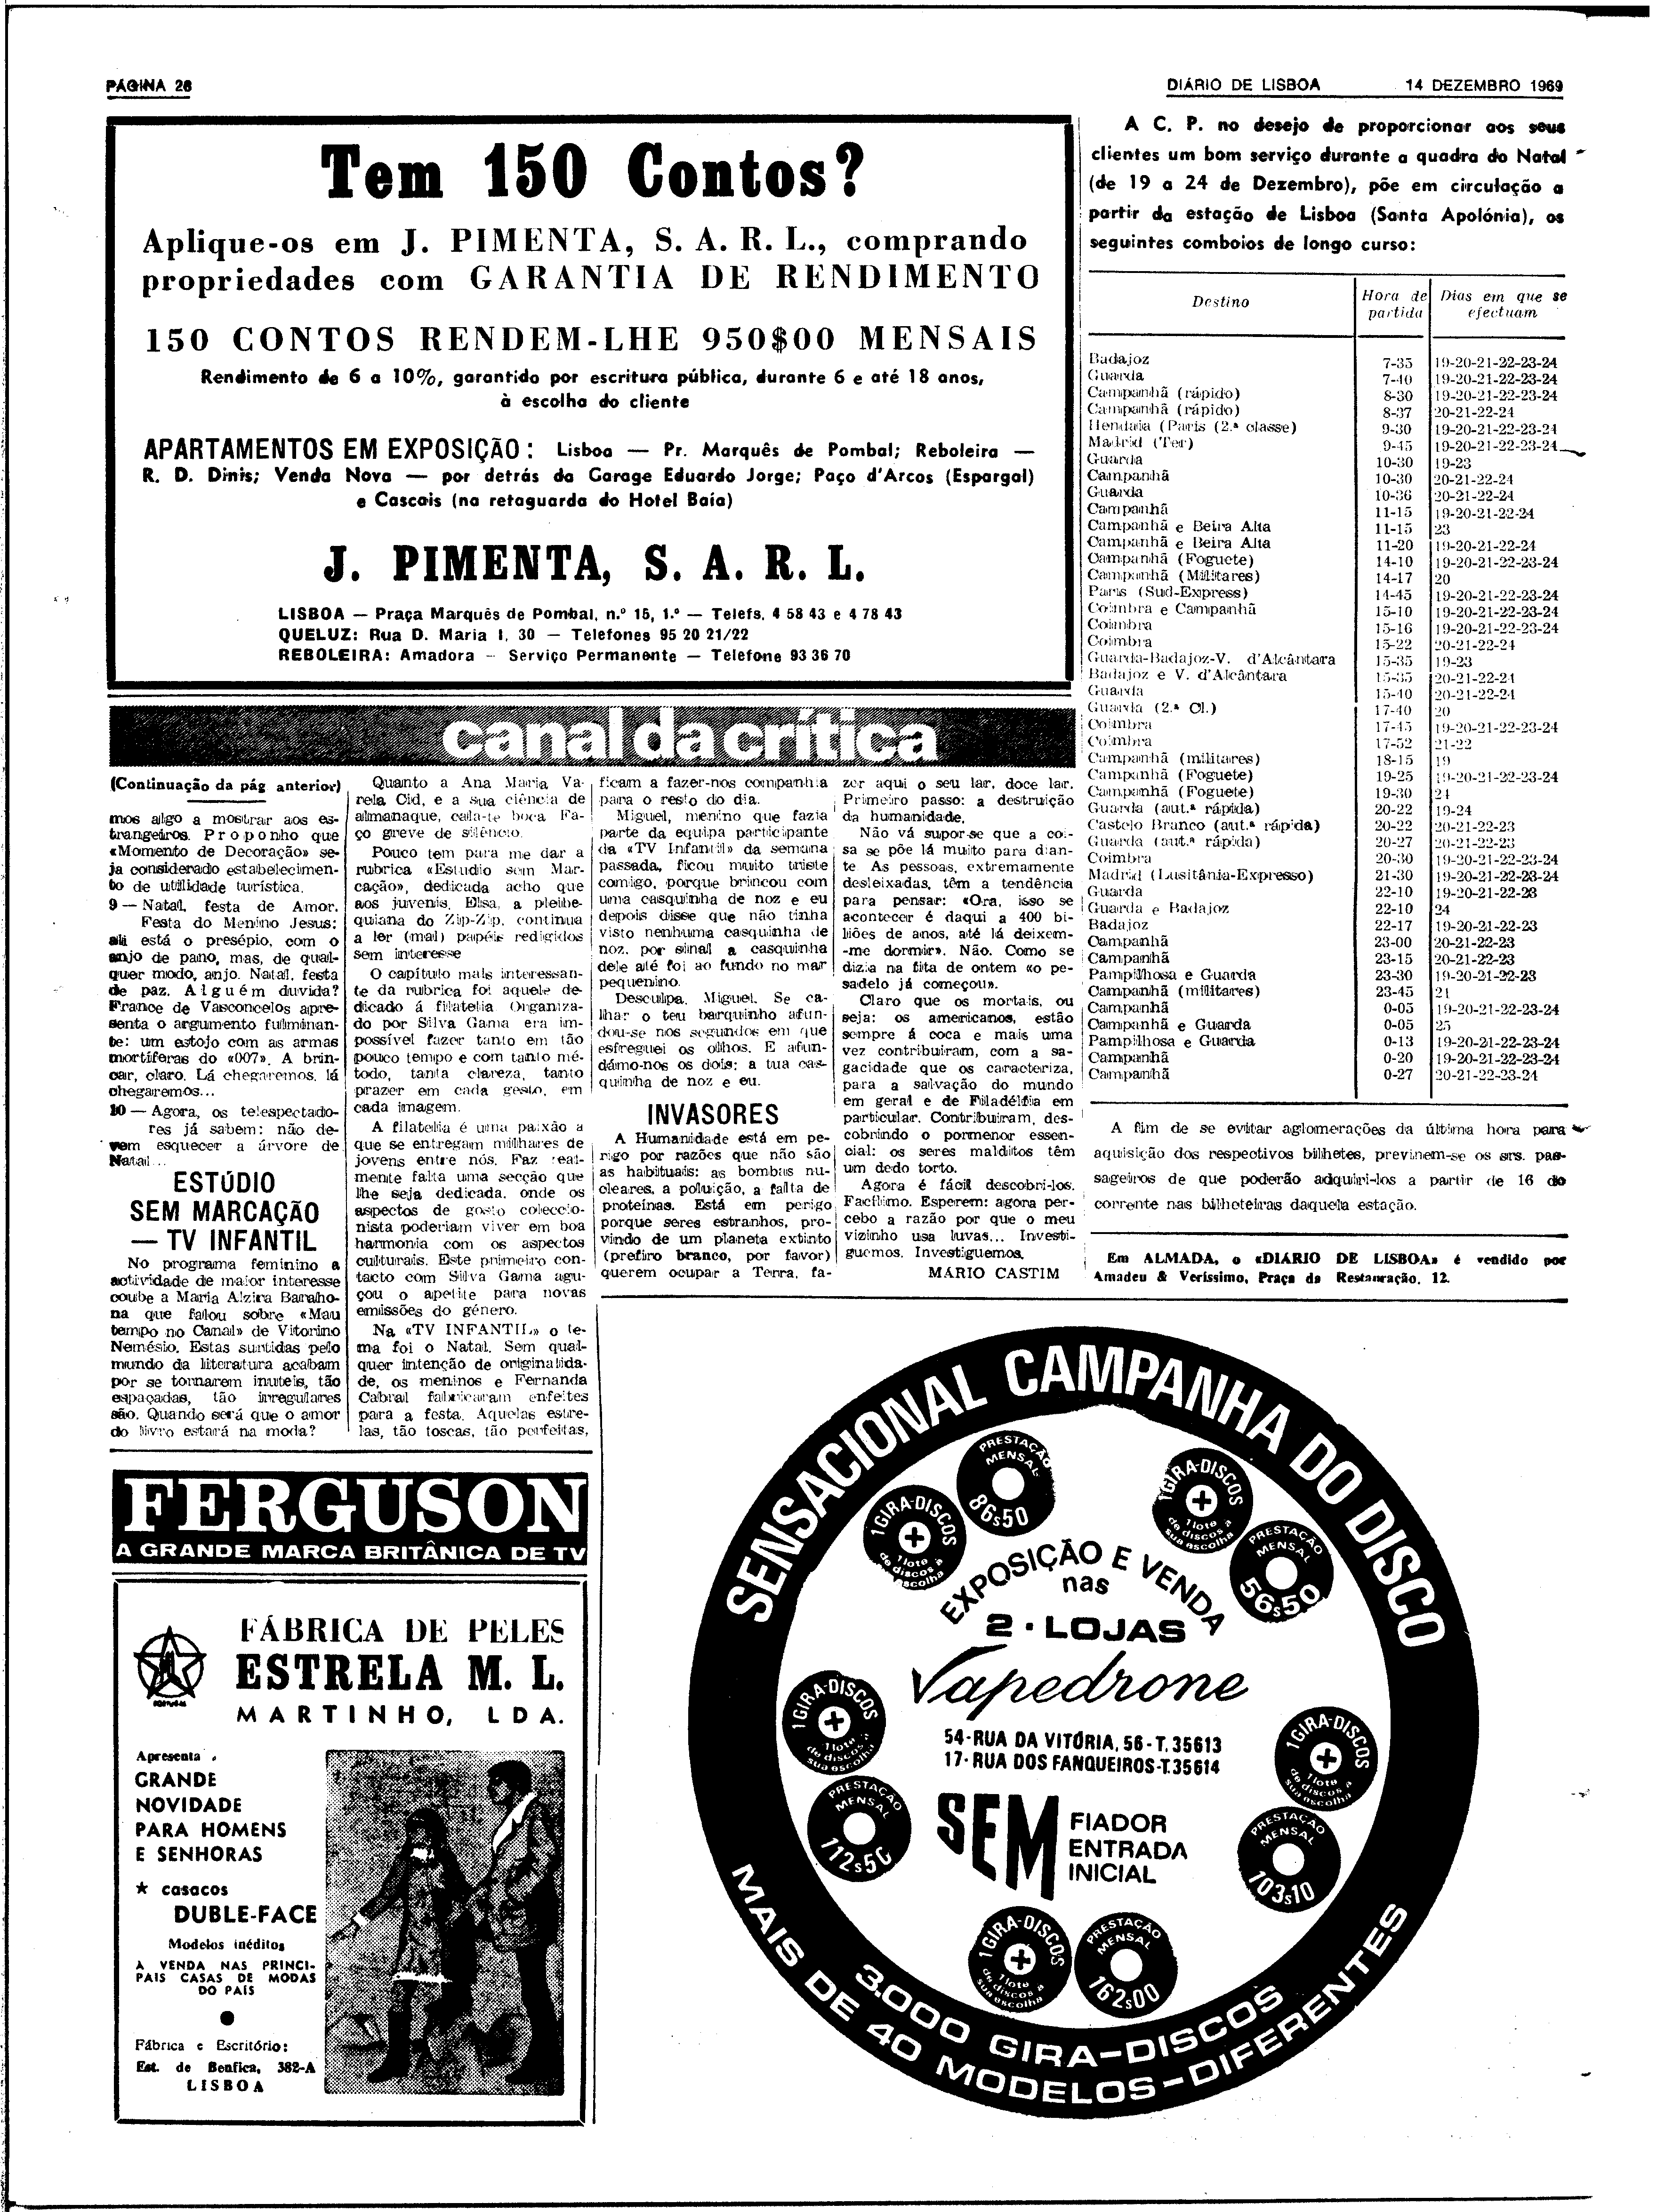 PÁGINA 26
DIÁRIO DE LISBOA 14 DEZEMBRO 1969
Tem 150 Contos?
Aplique-os em J. PIMENTA, S. A. R. L., comprando
propriedades com GARANTIA DE RENDIMENTO
150 CONTOS RENDEM-LHE 950$00 MENSAIS
Rendimento de 6 a 10%, garantido por escritura pública, durante 6 e até 18 anos,
à escolha do cliente
APARTAMENTOS EM EXPOSIÇÃO: Lisboa — Pr. Marquês de Pombal; Reboleira —
R. D. Dinis; Venda Nova — por detrás da Garage Eduardo Jorge; Paço d'Arcos (Espargal)
e Cascais (na retaguarda do Hotel Baía)
J. PIMENTA, S. A. R. L.
LISBOA — Praça Marquês de Pombal, n.º 15, 1.º — Telefs. 4 58 43 e 4 78 43
QUELUZ: Rua D. Maria I, 30 — Telefones 95 20 21/22
REBOLEIRA: Amadora – Serviço Permanente — Telefone 93 36 70
A C. P. no desejo de proporcionar aos seus
clientes um bom serviço durante a quadra do Natal
(de 19 a 24 de Dezembro), põe em circulação a
partir da estação de Lisboa (Santa Apolónia), os
seguintes comboios de longo curso:
Destino Hora de partida Dias em que se efectuam
Badajoz 7-35 19-20-21-22-23-24
Guarda 7-40 19-20-21-22-23-24
Campanhã (rápido) 8-30 19-20-21-22-23-24
Campanhã (rápido) 8-37 20-21-22-24
Hendaia (Paris (2.ª classe) 9-30 19-20-21-22-23-24
Madrid (Ter) 9-45 19-20-21-22-23-24
Guarda 10-30 19-23
Campanhã 10-30 20-21-22-24
Guarda 10-36 20-21-22-24
Campanhã 11-15 19-20-21-22-24
Campanhã e Beira Alta 11-15 23
Campanhã e Beira Alta 11-20 19-20-21-22-24
Campanhã (Foguete) 14-10 19-20-21-22-23-24
Campanhã (Militares) 14-17 20
Paris (Sud-Express) 14-45 19-20-21-22-23-24
Coimbra e Campanhã 15-10 19-20-21-22-23-24
Coimbra 15-16 19-20-21-22-23-24
Coimbra 15-22 20-21-22-24
Guarda-Badajoz-V. d'Alcântara 15-35 19-23
Badajoz e V. d'Alcântara 15-35 20-21-22-24
Guarda 15-40 20-21-22-24
Guarda (2.ª Cl.) 17-40 20
Coimbra 17-45 19-20-21-22-23-24
Coimbra 17-52 21-22
Campanhã (militares) 18-15 19
Campanhã (Foguete) 19-25 19-20-21-22-23-24
Campanhã (Foguete) 19-30 24
Guarda (aut.ª rápida) 20-22 19-24
Castelo Branco (aut.ª rápida) 20-22 20-21-22-23
Guarda (aut.ª rápida) 20-27 20-21-22-23
Coimbra 20-30 19-20-21-22-23-24
Madrid (Lusitânia-Expresso) 21-30 19-20-21-22-23-24
Guarda 22-10 19-20-21-22-23
Guarda e Badajoz 22-10 24
Badajoz 22-17 19-20-21-22-23
Campanhã 23-00 20-21-22-23
Campanhã 23-15 20-21-22-23
Pampilhosa e Guarda 23-30 19-20-21-22-23
Campanhã (militares) 23-45 21
Campanhã 0-05 19-20-21-22-23-24
Campanhã e Guarda 0-05 25
Pampilhosa e Guarda 0-13 19-20-21-22-23-24
Campanhã 0-20 19-20-21-22-23-24
Campanhã 0-27 20-21-22-23-24
A fim de se evitar aglomerações da última hora para
aquisição dos respectivos bilhetes, previnem-se os srs. pas-
sageiros de que poderão adquiri-los a partir de 16 do
corrente nas bilheteiras daquela estação.
Em ALMADA, o «DIÁRIO DE LISBOA» é vendido por
Amadeu & Veríssimo, Praça da Restauração, 12.
canal da crítica
(Continuação da pág anterior)
mos algo a mostrar aos es-
trangeiros. Proponho que
«Momento de Decoração» se-
ja considerado estabelecimen-
to de utilidade turística.
9 — Natal, festa de Amor.
Festa do Menino Jesus:
ali está o presépio, com o
anjo de pano, mas, de qual-
quer modo, anjo. Natal, festa
de paz. Alguém duvida?
France de Vasconcelos apre-
senta o argumento fulminan-
te: um estojo com as armas
mortíferas do «007». A brin-
car, claro. Lá chegaremos, lá
chegaremos...
10 — Agora, os telespectado-
res já sabem: não de-
vem esquecer a árvore de
Natal...
ESTÚDIO
SEM MARCAÇÃO
— TV INFANTIL
No programa feminino a
actividade de maior interesse
coube a Maria Alzira Baraho-
na que falou sobre «Mau
tempo no Canal» de Vitorino
Nemésio. Estas surtidas pelo
mundo da literatura acabam
por se tornarem inúteis, tão
espaçadas, tão irregulares
são. Quando será que o amor
do livro estará na moda?
Quanto a Ana Maria Va-
rela Cid, e a sua ciência de
almanaque, cala-te boca. Fa-
ço greve de silêncio.
Pouco tem para me dar a
rubrica «Estudio sem Mar-
cação», dedicada acho que
aos juvenis. Elsa, a pleibe-
quiana do Zip-Zip, continua
a ler (mal) papéis redigidos
sem interesse
O capítulo mais interessan-
te da rubrica foi aquele de-
dicado á filatelia Organiza-
do por Silva Gama era im-
possível fazer tanto em tão
pouco tempo e com tanto mé-
todo, tanta clareza, tanto
prazer em cada gesto, em
cada imagem.
A filatelia é uma paixão a
que se entregam milhares de
jovens entre nós. Faz real-
mente falta uma secção que
lhe seja dedicada, onde os
aspectos de gosto coleccio-
nista poderiam viver em boa
harmonia com os aspectos
culturais. Este primeiro con-
tacto com Silva Gama agu-
çou o apetite para novas
emissões do género.
Na «TV INFANTIL» o te-
ma foi o Natal. Sem qual-
quer intenção de originalida-
de, os meninos e Fernanda
Cabral fabricaram enfeites
para a festa. Aquelas estre-
las, tão toscas, tão perfeitas,
ficam a fazer-nos companhia
para o resto do dia.
Miguel, menino que fazia
parte da equipa participante
da «TV Infantil» da semana
passada, ficou muito triste
comigo, porque brincou com
uma casquinha de noz e eu
depois disse que não tinha
visto nenhuma casquinha de
noz, por sinal a casquinha
dele até foi ao fundo no mar
pequenino.
Desculpa, Miguel. Se ca-
lhar o teu barquinho afun-
dou-se nos segundos em que
esfreguei os olhos. E afun-
dámo-nos os dois: a tua cas-
quinha de noz e eu.
INVASORES
A Humanidade está em pe-
rigo por razões que não são
as habituais: as bombas nu-
cleares, a poluição, a falta de
proteínas. Está em perigo
porque seres estranhos, pro-
vindo de um planeta extinto
(prefiro branco, por favor)
querem ocupar a Terra, fa-
zer aqui o seu lar, doce lar.
Primeiro passo: a destruição
da humanidade.
Não vá supor-se que a coi-
sa se põe lá muito para dian-
te As pessoas, extremamente
desleixadas, têm a tendência
para pensar: «Ora, isso se
acontecer é daqui a 400 bi-
liões de anos, até lá deixem-
-me dormir». Não. Como se
dizia na fita de ontem «o pe-
sadelo já começou».
Claro que os mortais, ou
seja: os americanos, estão
sempre á coca e mais uma
vez contribuiram, com a sa-
gacidade que os caracteriza,
para a salvação do mundo
em geral e de Filadélfia em
particular. Contribuiram, des-
cobrindo o pormenor essen-
cial: os seres malditos têm
um dedo torto.
Agora é fácil descobri-los.
Facílimo. Esperem: agora per-
cebo a razão por que o meu
vizinho usa luvas... Investi-
guemos. Investiguemos.
MÁRIO CASTIM
FERGUSON
A GRANDE MARCA BRITÂNICA DE TV
FÁBRICA DE PELES
ESTRELA M. L.
MARTINHO, LDA.
Apresenta
GRANDE
NOVIDADE
PARA HOMENS
E SENHORAS
★ casacos
DUBLE-FACE
Modelos inéditos
À VENDA NAS PRINCI-
PAIS CASAS DE MODAS
DO PAÍS
Fábrica e Escritório:
Est. de Benfica, 382-A
LISBOA
SENSACIONAL CAMPANHA DO DISCO
1 GIRA-DISCOS + 1 lote de discos à sua escolha
PRESTAÇÃO MENSAL 86$50
1 GIRA-DISCOS + 1 lote de discos à sua escolha
PRESTAÇÃO MENSAL 56$50
EXPOSIÇÃO E VENDA
nas
2 · LOJAS
Vapedrone
54-RUA DA VITÓRIA, 56-T. 35613
17-RUA DOS FANQUEIROS-T.35614
1 GIRA-DISCOS + 1 lote de discos à sua escolha
PRESTAÇÃO MENSAL 112$50
1 GIRA-DISCOS + 1 lote de discos à sua escolha
PRESTAÇÃO MENSAL 103$10
SEM
FIADOR
ENTRADA
INICIAL
1 GIRA-DISCOS + 1 lote de discos à sua escolha
PRESTAÇÃO MENSAL 162$00
3.000 GIRA-DISCOS
MAIS DE 40 MODELOS-DIFERENTES